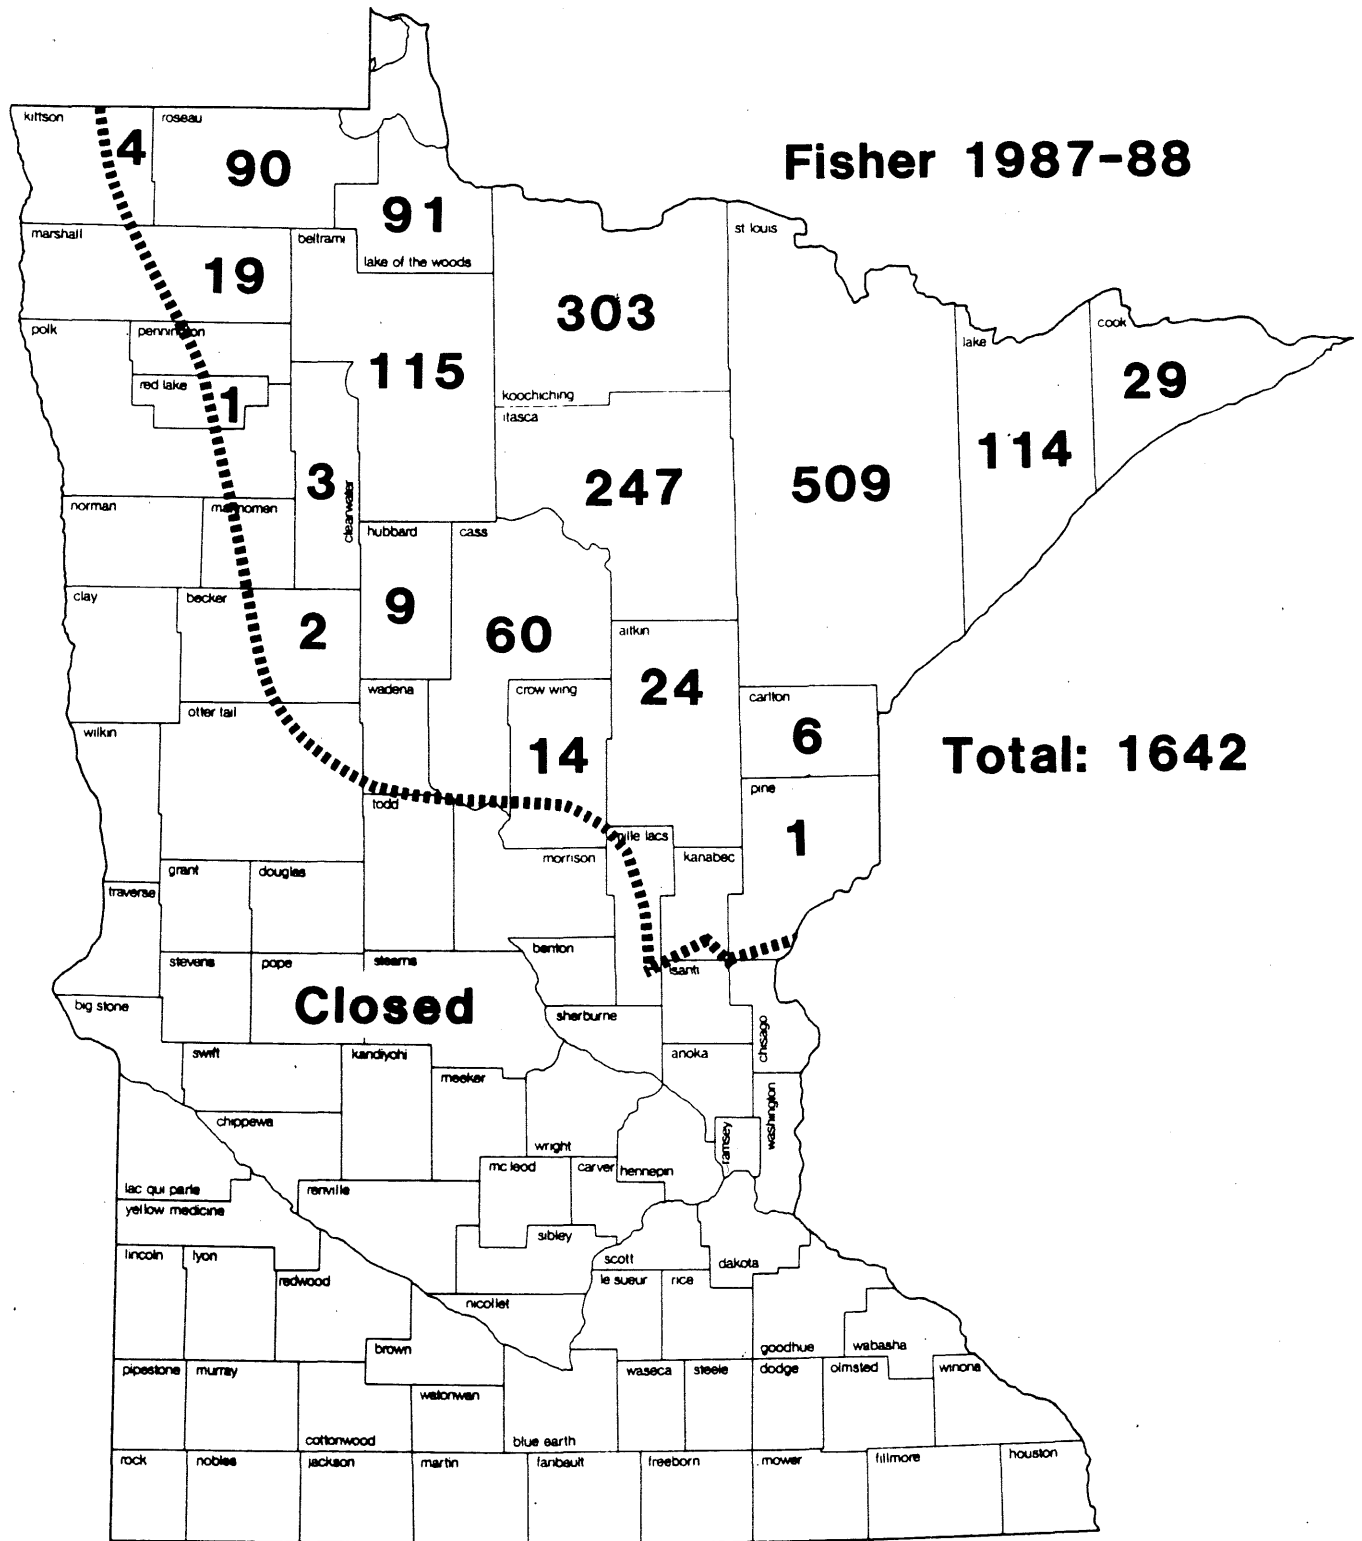 kittson
4
roseau
90
Fisher 1987-88
91
lake of the woods
marshall
19
beltrami
st louis
303
koochiching
polk
pennington
115
red lake
1
itasca
247
509
lake
114
cook
29
3
clearwater
norman
mahnomen
hubbard
9
cass
60
clay
becker
2
aitkin
24
wadena
crow wing
14
carlton
6
otter tail
wilkin
Total: 1642
todd
pine
1
mille lacs
kanabec
morrison
grant
douglas
traverse
benton
stevens
pope
stearns
isanti
Closed
big stone
sherburne
chisago
swift
kandiyohi
anoka
meeker
washington
chippewa
ramsey
wright
mc leod
carver
hennepin
lac qui parle
renville
yellow medicine
sibley
lincoln
lyon
scott
dakota
redwood
le sueur
rice
nicollet
brown
goodhue
wabasha
pipestone
murray
waseca
steele
dodge
olmsted
winona
watonwan
cottonwood
blue earth
rock
nobles
jackson
martin
faribault
freeborn
mower
fillmore
houston